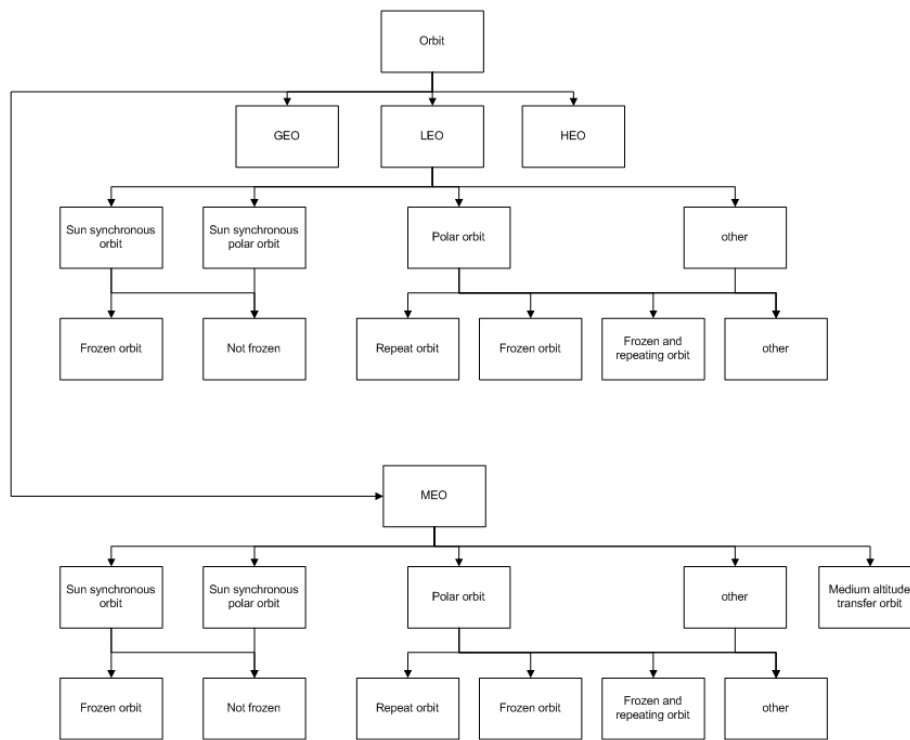 Orbit
GEO
LEO
HEO
Sun synchronous
orbit
Sun synchronous
polar orbit
Polar orbit
other
Frozen orbit
Not frozen
Repeat orbit
Frozen orbit
Frozen and
repeating orbit
other
MEO
Sun synchronous
orbit
Sun synchronous
polar orbit
Polar orbit
other
Medium altitude
transfer orbit
Frozen orbit
Not frozen
Repeat orbit
Frozen orbit
Frozen and
repeating orbit
other